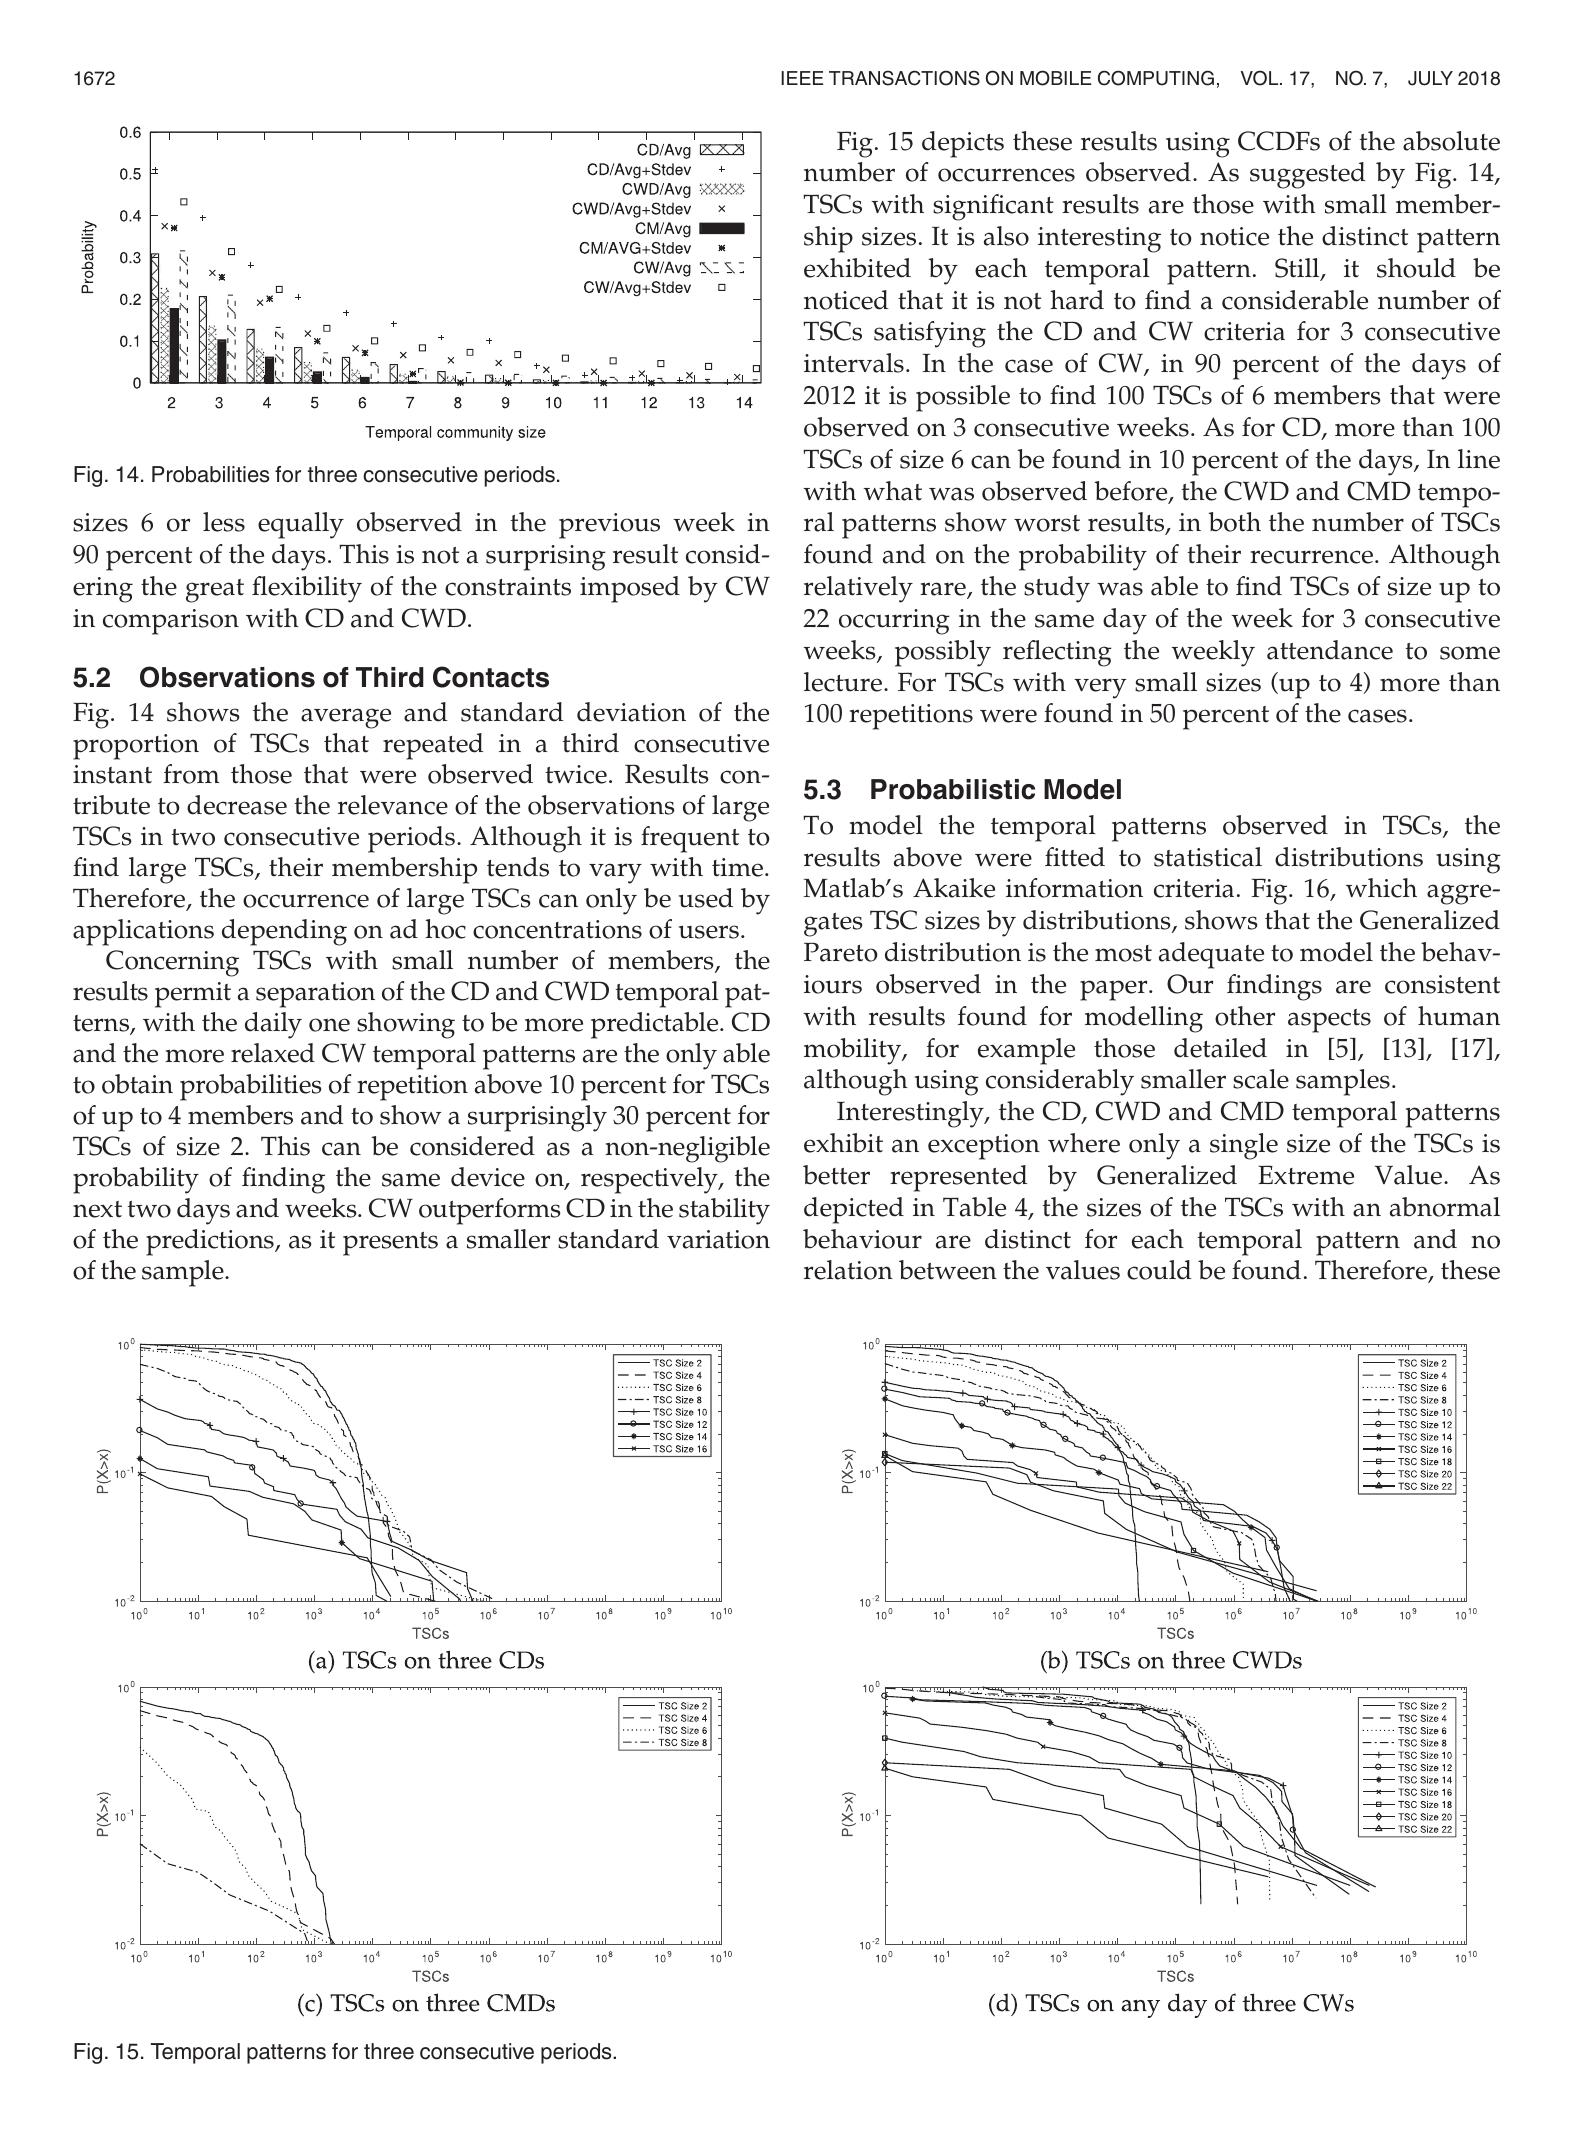 1672
IEEE TRANSACTIONS ON MOBILE COMPUTING, VOL. 17, NO. 7, JULY 2018
0.6
0.5
0.4
0.3
0.2
0.1
0
Probability
CD/Avg
CD/Avg+Stdev
CWD/Avg
CWD/Avg+Stdev
CM/Avg
CM/AVG+Stdev
CW/Avg
CW/Avg+Stdev
2 3 4 5 6 7 8 9 10 11 12 13 14
Temporal community size
Fig. 14. Probabilities for three consecutive periods.
sizes 6 or less equally observed in the previous week in
90 percent of the days. This is not a surprising result consid-
ering the great flexibility of the constraints imposed by CW
in comparison with CD and CWD.
5.2 Observations of Third Contacts
Fig. 14 shows the average and standard deviation of the
proportion of TSCs that repeated in a third consecutive
instant from those that were observed twice. Results con-
tribute to decrease the relevance of the observations of large
TSCs in two consecutive periods. Although it is frequent to
find large TSCs, their membership tends to vary with time.
Therefore, the occurrence of large TSCs can only be used by
applications depending on ad hoc concentrations of users.
Concerning TSCs with small number of members, the
results permit a separation of the CD and CWD temporal pat-
terns, with the daily one showing to be more predictable. CD
and the more relaxed CW temporal patterns are the only able
to obtain probabilities of repetition above 10 percent for TSCs
of up to 4 members and to show a surprisingly 30 percent for
TSCs of size 2. This can be considered as a non-negligible
probability of finding the same device on, respectively, the
next two days and weeks. CW outperforms CD in the stability
of the predictions, as it presents a smaller standard variation
of the sample.
Fig. 15 depicts these results using CCDFs of the absolute
number of occurrences observed. As suggested by Fig. 14,
TSCs with significant results are those with small member-
ship sizes. It is also interesting to notice the distinct pattern
exhibited by each temporal pattern. Still, it should be
noticed that it is not hard to find a considerable number of
TSCs satisfying the CD and CW criteria for 3 consecutive
intervals. In the case of CW, in 90 percent of the days of
2012 it is possible to find 100 TSCs of 6 members that were
observed on 3 consecutive weeks. As for CD, more than 100
TSCs of size 6 can be found in 10 percent of the days, In line
with what was observed before, the CWD and CMD tempo-
ral patterns show worst results, in both the number of TSCs
found and on the probability of their recurrence. Although
relatively rare, the study was able to find TSCs of size up to
22 occurring in the same day of the week for 3 consecutive
weeks, possibly reflecting the weekly attendance to some
lecture. For TSCs with very small sizes (up to 4) more than
100 repetitions were found in 50 percent of the cases.
5.3 Probabilistic Model
To model the temporal patterns observed in TSCs, the
results above were fitted to statistical distributions using
Matlab's Akaike information criteria. Fig. 16, which aggre-
gates TSC sizes by distributions, shows that the Generalized
Pareto distribution is the most adequate to model the behav-
iours observed in the paper. Our findings are consistent
with results found for modelling other aspects of human
mobility, for example those detailed in [5], [13], [17],
although using considerably smaller scale samples.
Interestingly, the CD, CWD and CMD temporal patterns
exhibit an exception where only a single size of the TSCs is
better represented by Generalized Extreme Value. As
depicted in Table 4, the sizes of the TSCs with an abnormal
behaviour are distinct for each temporal pattern and no
relation between the values could be found. Therefore, these
10^0
10^-1
10^-2
P(X>x)
TSC Size 2
TSC Size 4
TSC Size 6
TSC Size 8
TSC Size 10
TSC Size 12
TSC Size 14
TSC Size 16
10^0 10^1 10^2 10^3 10^4 10^5 10^6 10^7 10^8 10^9 10^10
TSCs
(a) TSCs on three CDs
10^0
10^-1
10^-2
P(X>x)
TSC Size 2
TSC Size 4
TSC Size 6
TSC Size 8
TSC Size 10
TSC Size 12
TSC Size 14
TSC Size 16
TSC Size 18
TSC Size 20
TSC Size 22
10^0 10^1 10^2 10^3 10^4 10^5 10^6 10^7 10^8 10^9 10^10
TSCs
(b) TSCs on three CWDs
10^0
10^-1
10^-2
P(X>x)
TSC Size 2
TSC Size 4
TSC Size 6
TSC Size 8
10^0 10^1 10^2 10^3 10^4 10^5 10^6 10^7 10^8 10^9 10^10
TSCs
(c) TSCs on three CMDs
10^0
10^-1
10^-2
P(X>x)
TSC Size 2
TSC Size 4
TSC Size 6
TSC Size 8
TSC Size 10
TSC Size 12
TSC Size 14
TSC Size 16
TSC Size 18
TSC Size 20
TSC Size 22
10^0 10^1 10^2 10^3 10^4 10^5 10^6 10^7 10^8 10^9 10^10
TSCs
(d) TSCs on any day of three CWs
Fig. 15. Temporal patterns for three consecutive periods.